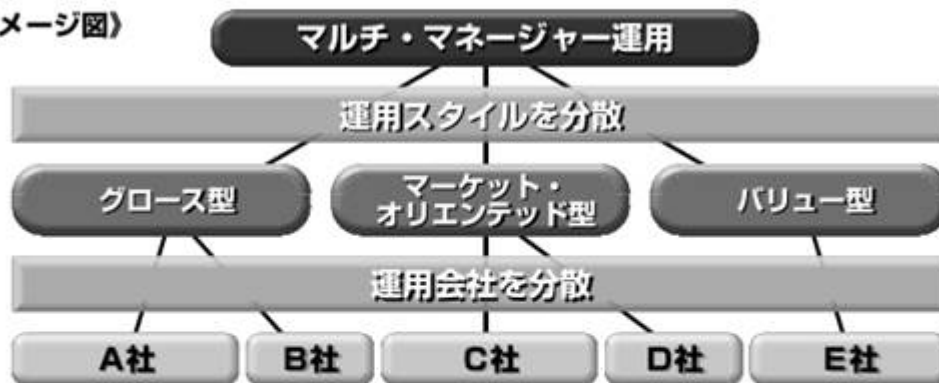 メージ図》
マルチ・マネージャー運用
運用スタイルを分散
グロース型
マーケット・
オリエンテッド型
バリュー型
運用会社を分散
A社
B社
C社
D社
E社